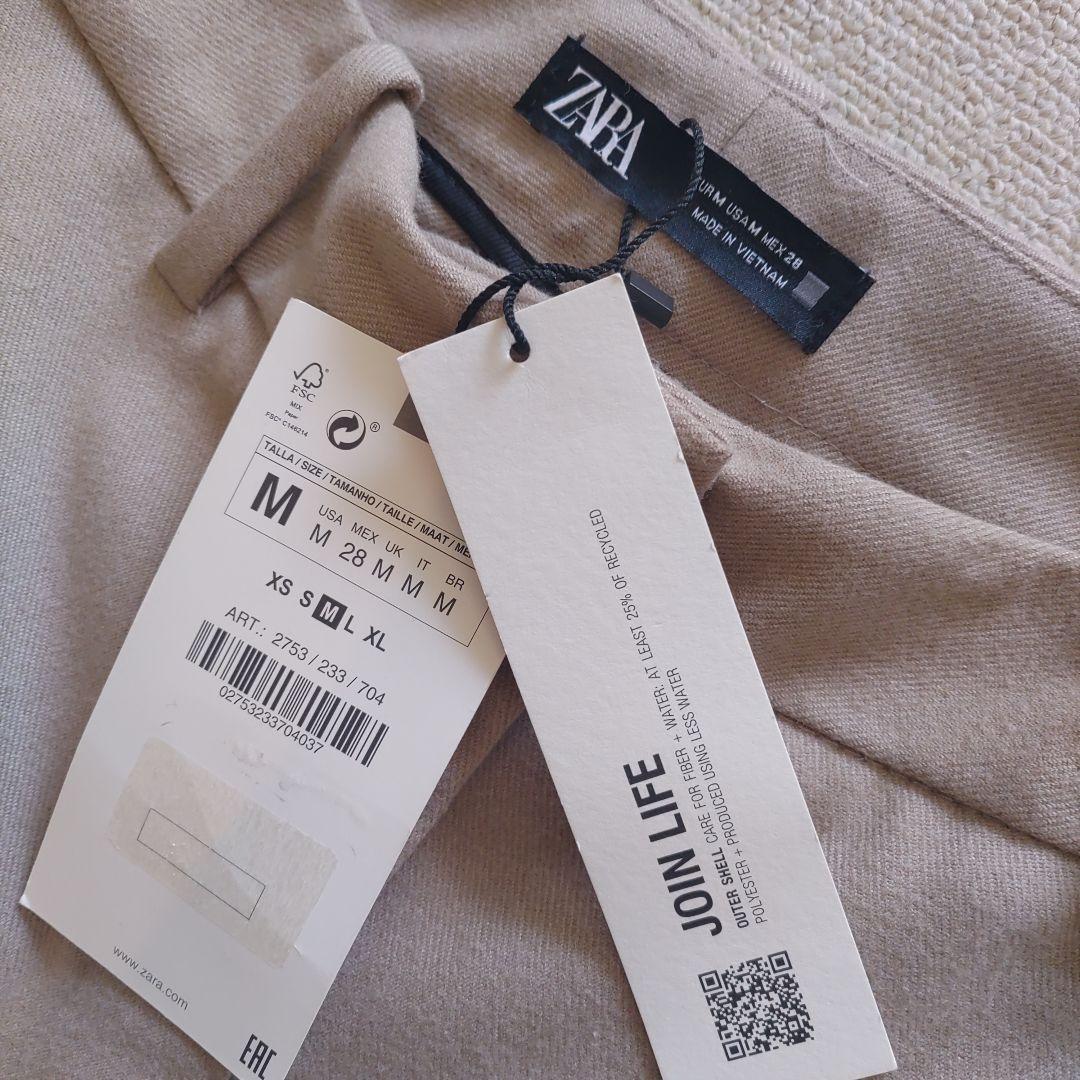 ZARA
EUR M USA M MEX 28
MADE IN VIETNAM
FSC®
MIX
Paper
FSC® C146214
®
TALLA / SIZE / TAMANHO / TAILLE / MAAT /
M
USA MEX UK IT BR
M 28 M M M
XS S M L XL
ART.: 2753 / 233 / 704
02753233704037
www.zara.com
EAC
JOIN LIFE
OUTER SHELL CARE FOR FIBER + WATER: AT LEAST 25% OF RECYCLED
POLYESTER + PRODUCED USING LESS WATER